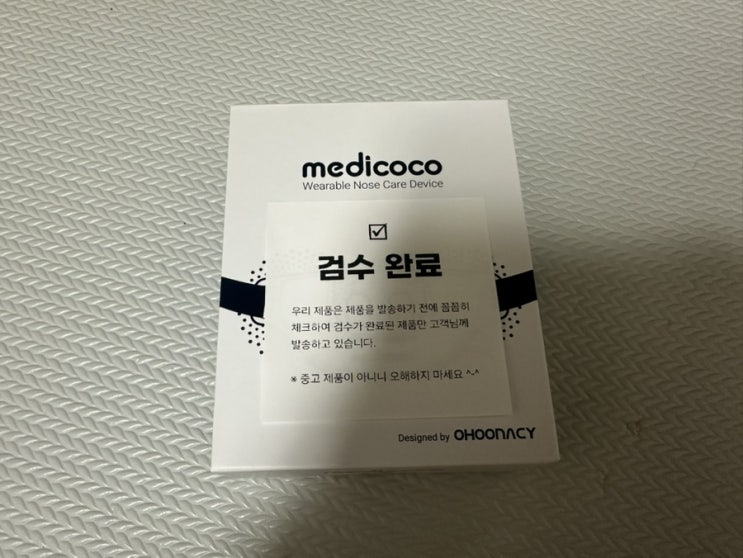 medicoco
Wearable Nose Care Device
검수 완료
우리 제품은 제품을 발송하기 전에 꼼꼼히
체크하여 검수가 완료된 제품만 고객님께
발송하고 있습니다.
* 중고 제품이 아니니 오해하지 마세요 ^-^
Designed by OHOONACY